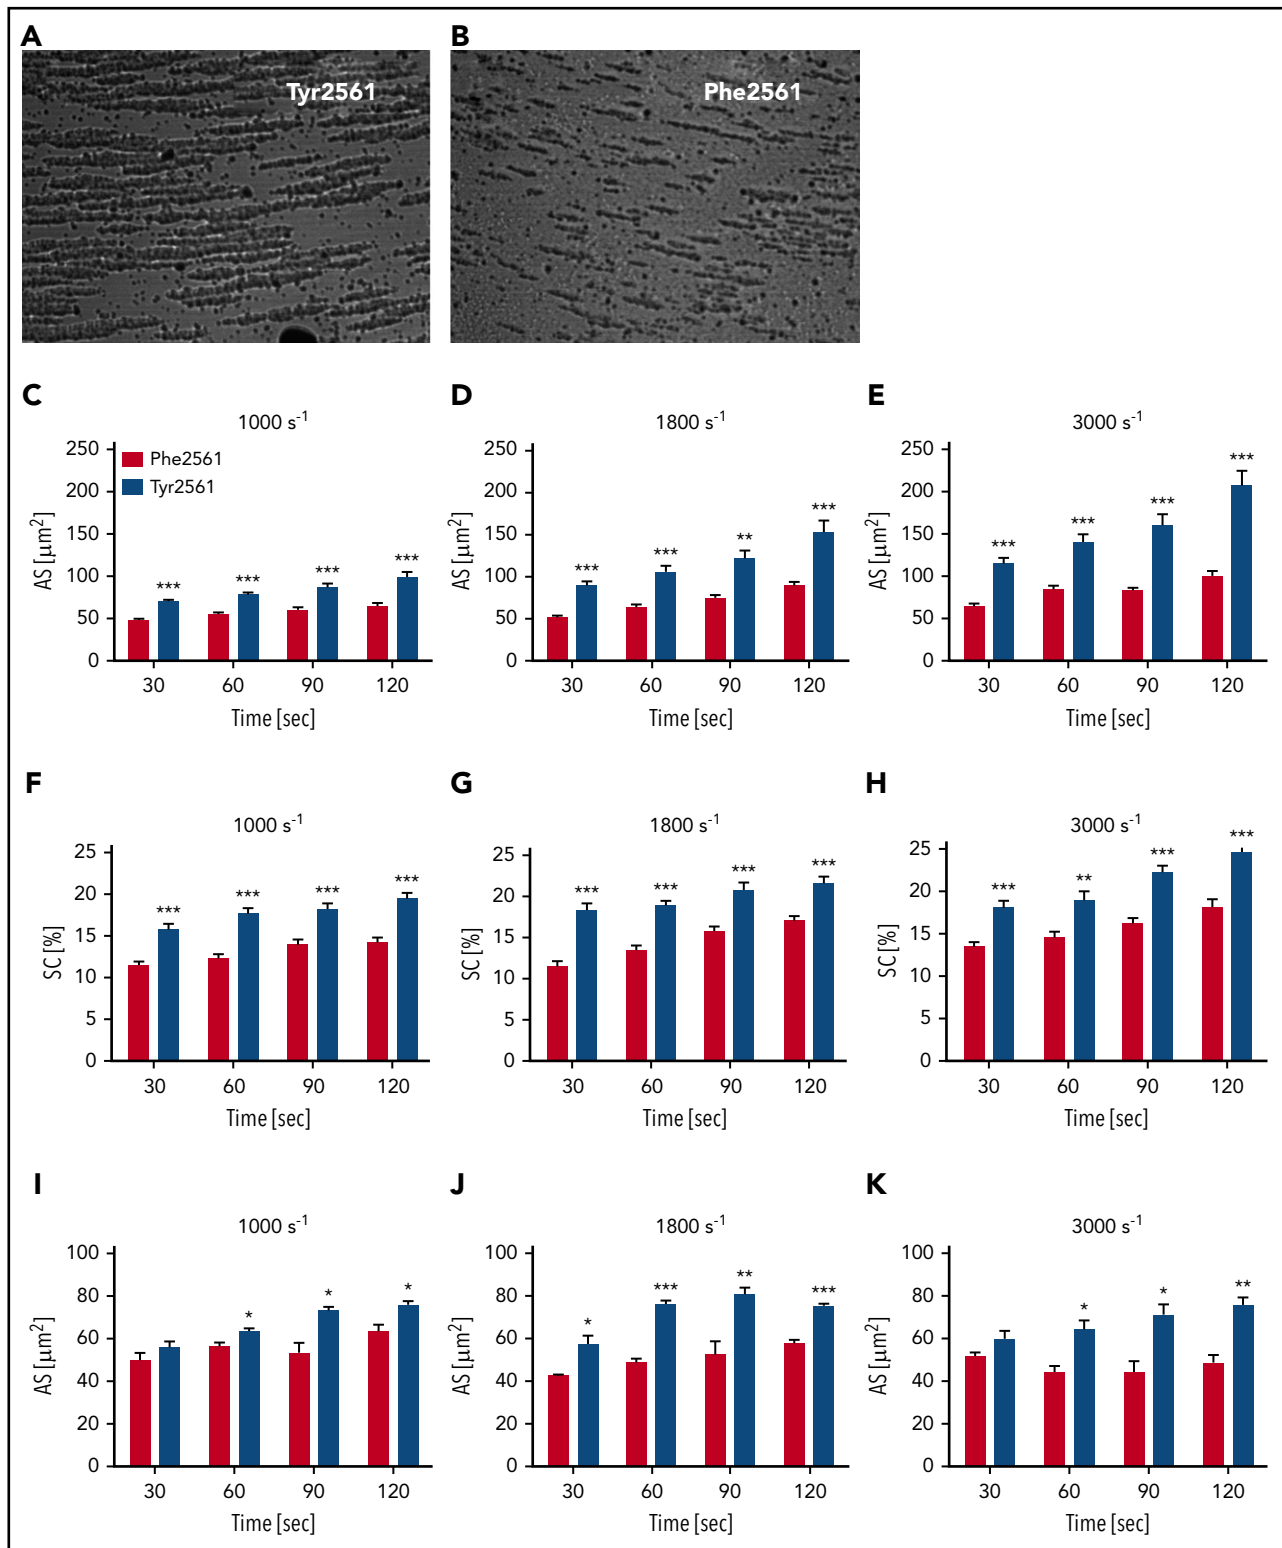 A
B
Tyr2561
Phe2561
C
D
E
1000 s-1
1800 s-1
3000 s-1
Phe2561
Tyr2561
AS [μm2]
250
200
150
100
50
0
*** *** *** ***
30 60 90 120
Time [sec]
AS [μm2]
250
200
150
100
50
0
*** *** ** ***
30 60 90 120
Time [sec]
AS [μm2]
250
200
150
100
50
0
*** *** *** ***
30 60 90 120
Time [sec]
F
G
H
1000 s-1
1800 s-1
3000 s-1
SC [%]
25
20
15
10
5
0
*** *** *** ***
30 60 90 120
Time [sec]
SC [%]
25
20
15
10
5
0
*** *** *** ***
30 60 90 120
Time [sec]
SC [%]
25
20
15
10
5
0
*** ** *** ***
30 60 90 120
Time [sec]
I
J
K
1000 s-1
1800 s-1
3000 s-1
AS [μm2]
100
80
60
40
20
0
* * *
30 60 90 120
Time [sec]
AS [μm2]
100
80
60
40
20
0
* *** ** ***
30 60 90 120
Time [sec]
AS [μm2]
100
80
60
40
20
0
* * **
30 60 90 120
Time [sec]